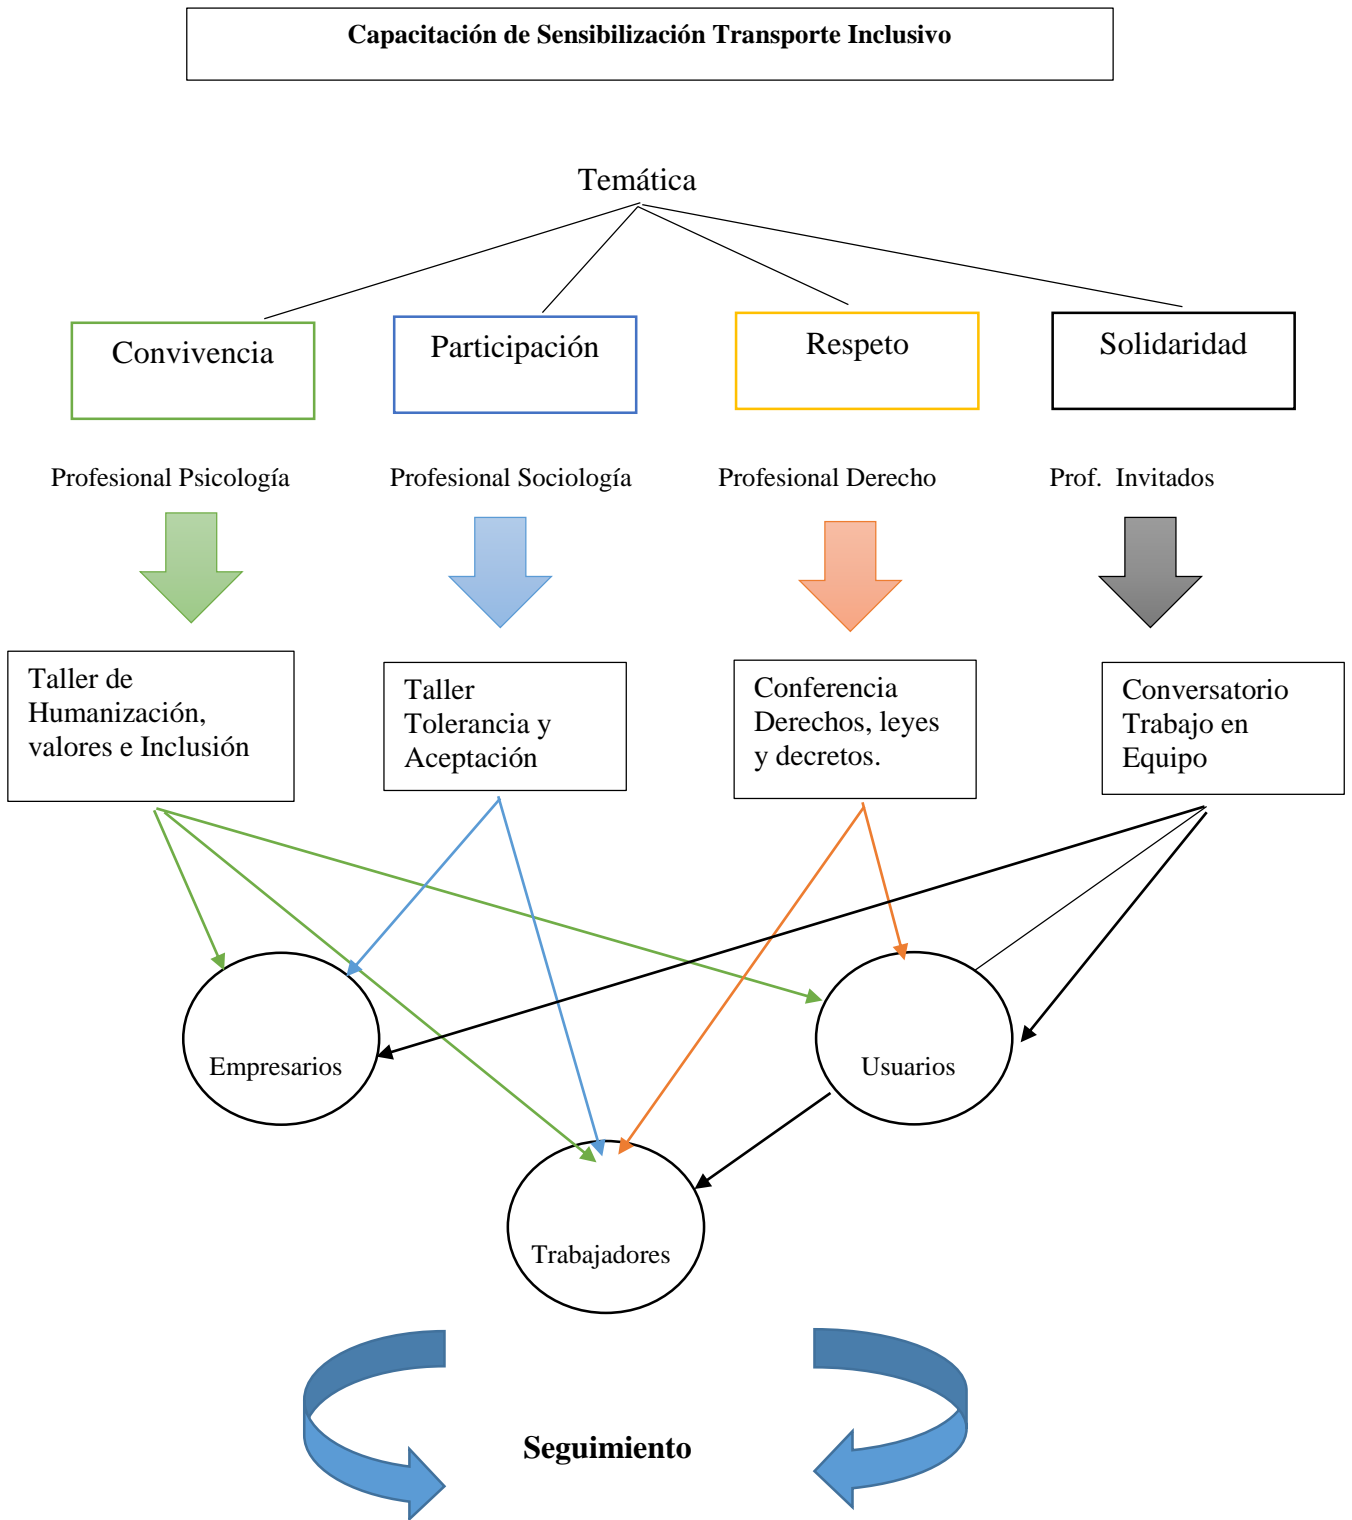 Capacitación de Sensibilización Transporte Inclusivo
Temática
Convivencia
Participación
Respeto
Solidaridad
Profesional Psicología
Profesional Sociología
Profesional Derecho
Prof. Invitados
Taller de
Humanización,
valores e Inclusión
Taller
Tolerancia y
Aceptación
Conferencia
Derechos, leyes
y decretos.
Conversatorio
Trabajo en
Equipo
Empresarios
Usuarios
Trabajadores
Seguimiento